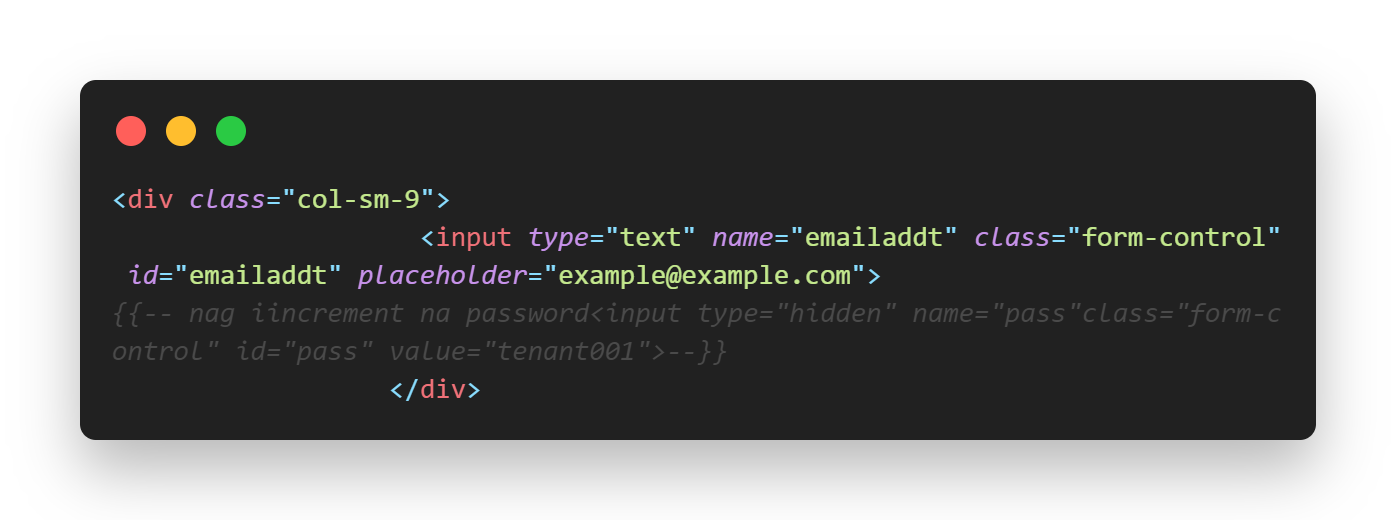 <div class="col-sm-9">
<input type="text" name="emailaddt" class="form-control"
id="emailaddt" placeholder="example@example.com">
{{-- nag iincrement na password<input type="hidden" name="pass"class="form-c
ontrol" id="pass" value="tenant001">--}}
</div>